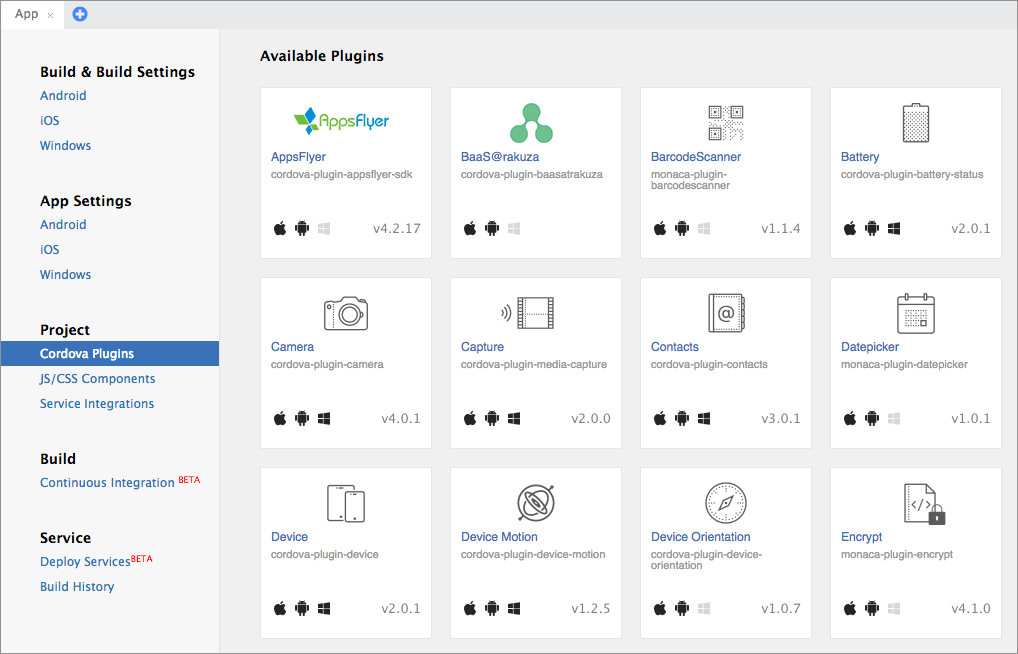 App
Build & Build Settings
Android
iOS
Windows
App Settings
Android
iOS
Windows
Project
Cordova Plugins
JS/CSS Components
Service Integrations
Build
Continuous Integration BETA
Service
Deploy Services BETA
Build History
Available Plugins
AppsFlyer
AppsFlyer
cordova-plugin-appsflyer-sdk
v4.2.17
BaaS@rakuza
cordova-plugin-baasatrakuza
BarcodeScanner
monaca-plugin-
barcodescanner
v1.1.4
Battery
cordova-plugin-battery-status
v2.0.1
Camera
cordova-plugin-camera
v4.0.1
Capture
cordova-plugin-media-capture
v2.0.0
@
Contacts
cordova-plugin-contacts
v3.0.1
Datepicker
monaca-plugin-datepicker
v1.0.1
Device
cordova-plugin-device
v2.0.1
Device Motion
cordova-plugin-device-motion
v1.2.5
Device Orientation
cordova-plugin-device-
orientation
v1.0.7
</>
Encrypt
monaca-plugin-encrypt
v4.1.0